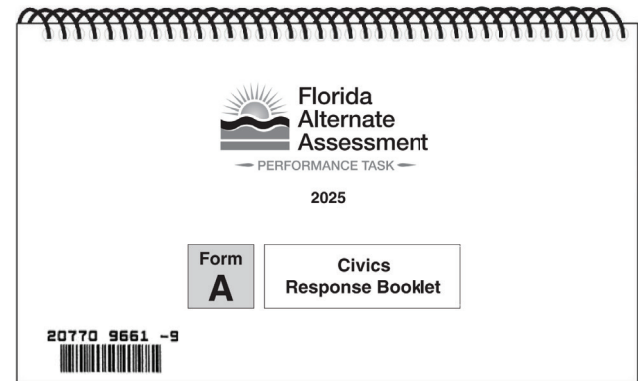 Florida
Alternate
Assessment
PERFORMANCE TASK
2025
Form
A
Civics
Response Booklet
20770 9661 -9